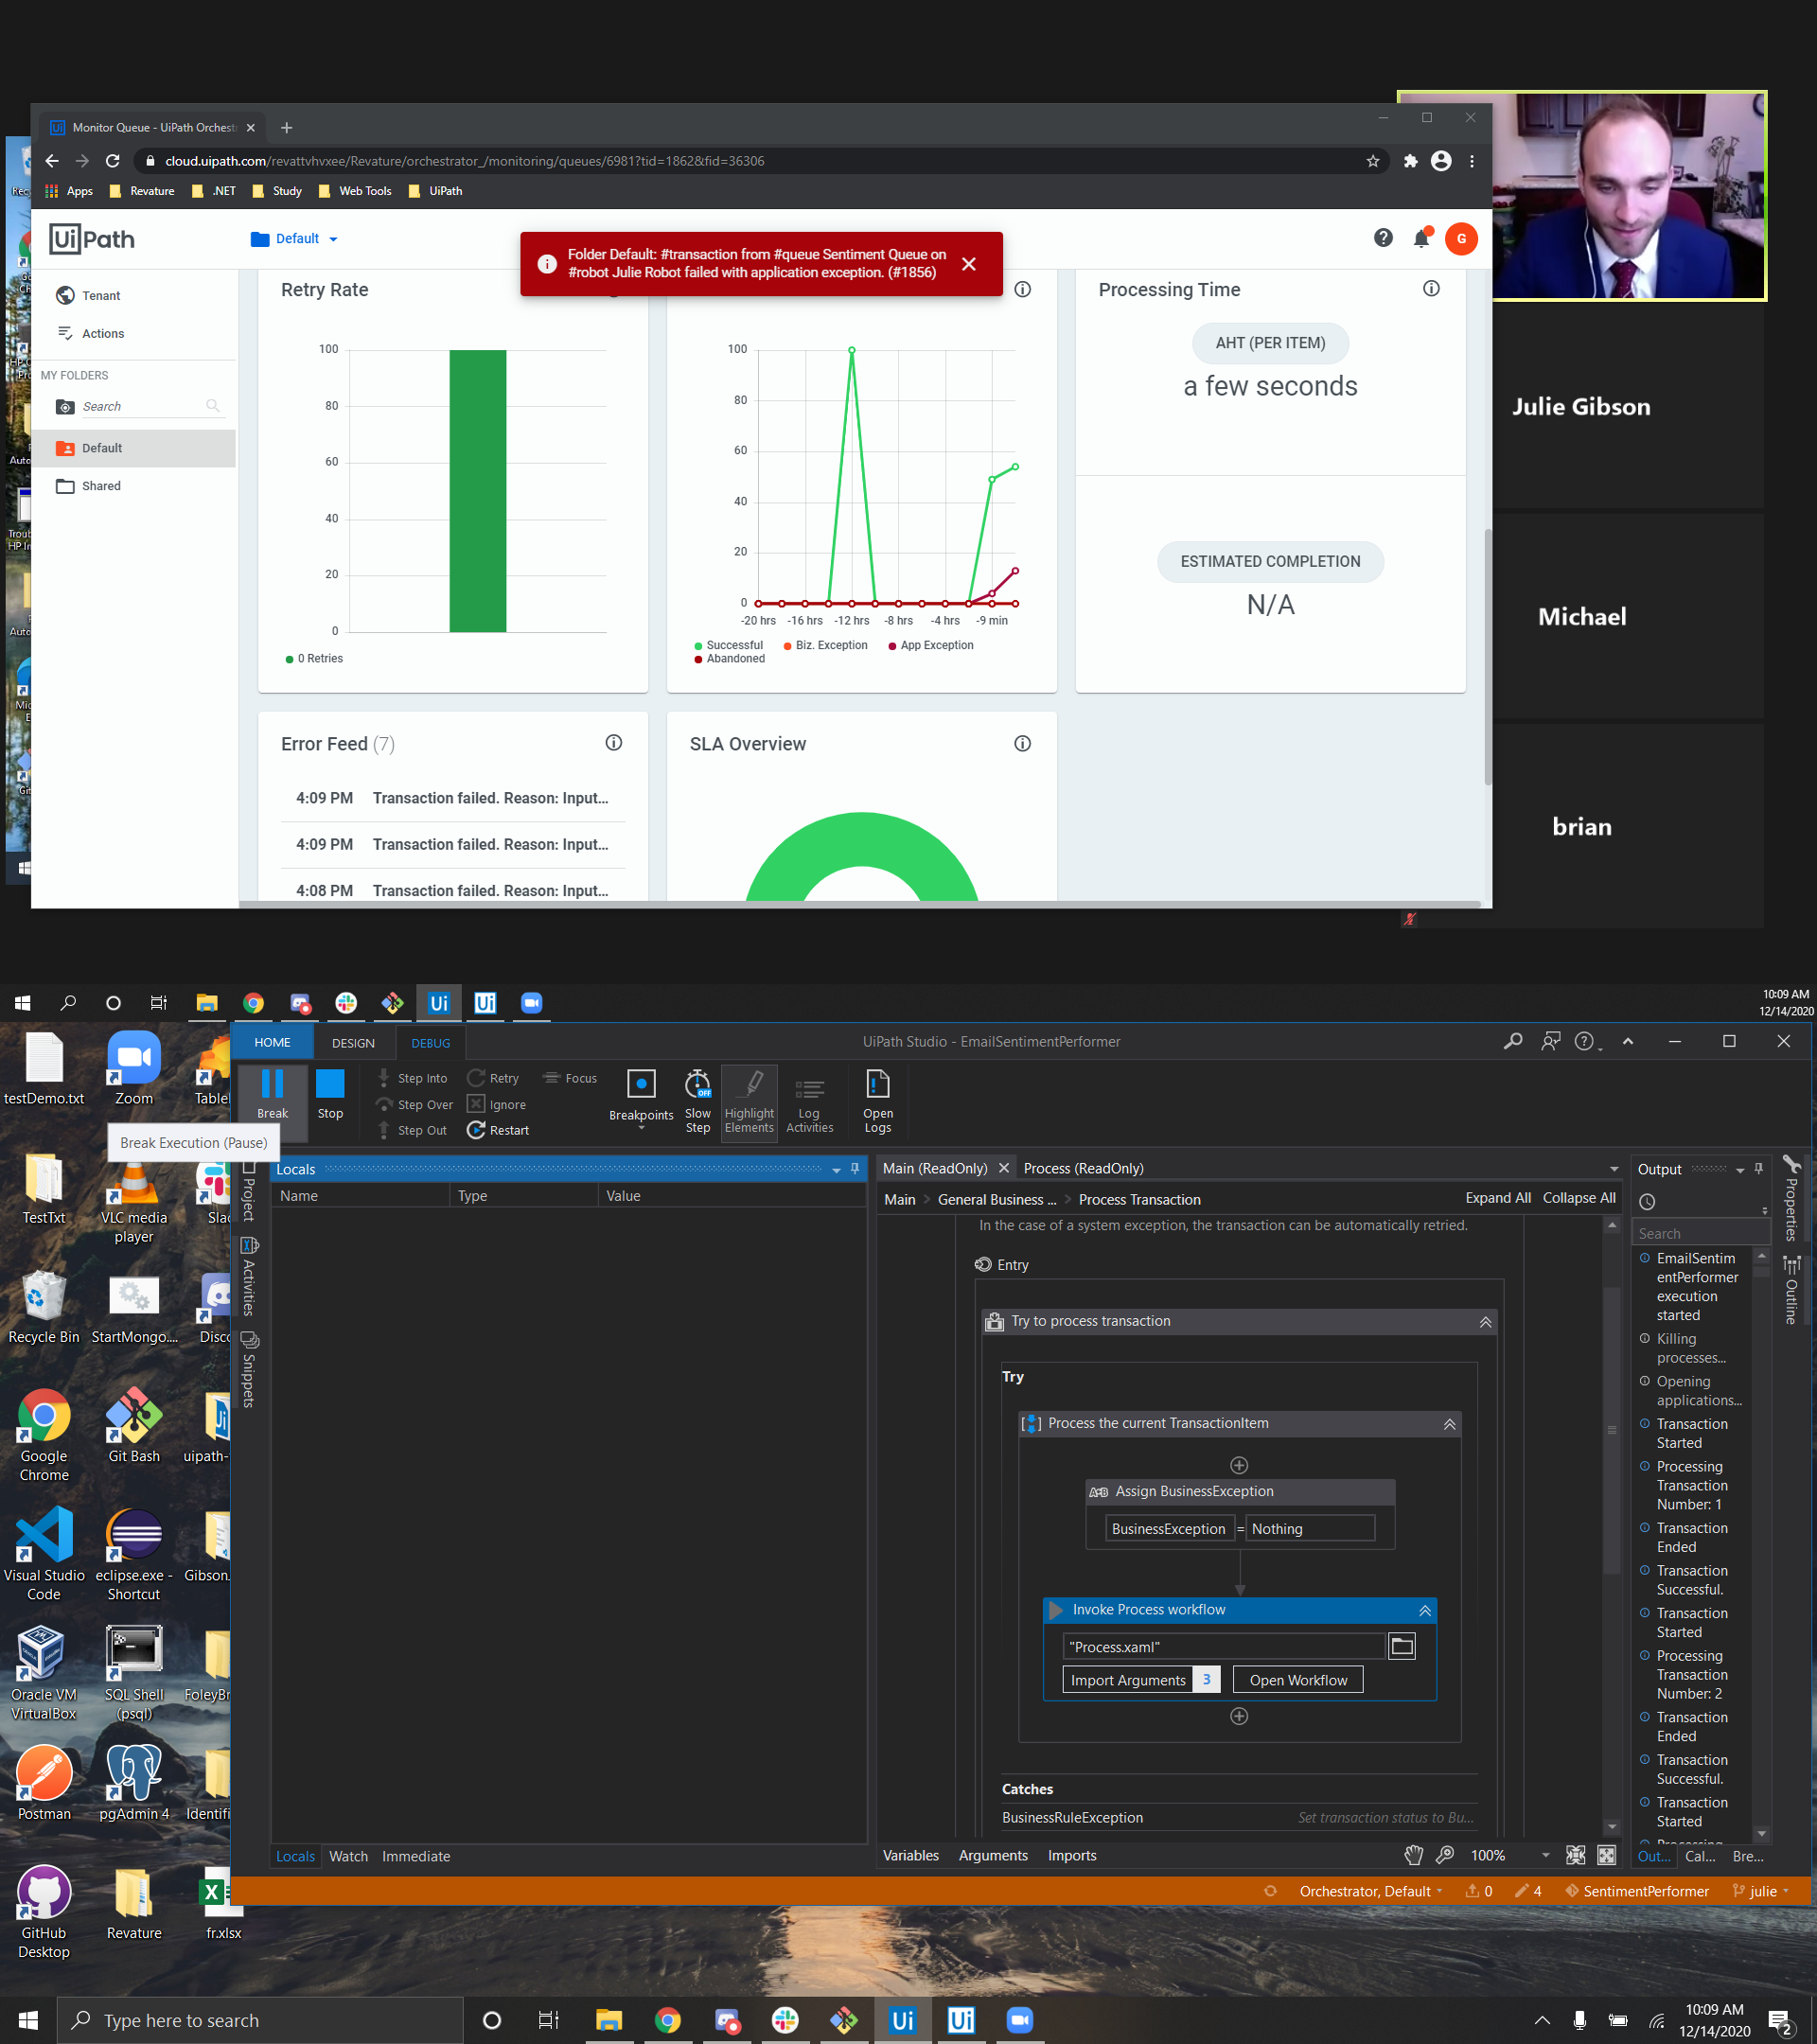 Monitor Queue - UiPath Orchestr
cloud.uipath.com/revattvhvxee/Revature/orchestrator_/monitoring/queues/6981?tid=1862&fid=36306
Apps Revature .NET Study Web Tools UiPath
UiPath
Default
G
Folder Default: #transaction from #queue Sentiment Queue on
#robot Julie Robot failed with application exception. (#1856)
Tenant
Actions
MY FOLDERS
Search
Default
Shared
Retry Rate
100
80
60
40
20
0
0 Retries
100
80
60
40
20
0
-20 hrs -16 hrs -12 hrs -8 hrs -4 hrs -9 min
Successful Biz. Exception App Exception
Abandoned
Processing Time
AHT (PER ITEM)
a few seconds
ESTIMATED COMPLETION
N/A
Error Feed (7)
4:09 PM Transaction failed. Reason: Input...
4:09 PM Transaction failed. Reason: Input...
4:08 PM Transaction failed. Reason: Input...
SLA Overview
Julie Gibson
Michael
brian
10:09 AM
12/14/2020
testDemo.txt
Zoom
TestTxt
VLC media
player
Recycle Bin
StartMongo....
Google
Chrome
Git Bash
Visual Studio
Code
eclipse.exe -
Shortcut
Oracle VM
VirtualBox
SQL Shell
(psql)
Postman
pgAdmin 4
GitHub
Desktop
Revature
fr.xlsx
HOME DESIGN DEBUG
UiPath Studio - EmailSentimentPerformer
Break
Stop
Step Into
Step Over
Step Out
Retry
Ignore
Restart
Focus
Breakpoints
Slow
Step
OFF
Highlight
Elements
Log
Activities
Open
Logs
Break Execution (Pause)
Project
Activities
Snippets
Locals
Name Type Value
Locals Watch Immediate
Main (ReadOnly) Process (ReadOnly)
Main > General Business ... > Process Transaction
Expand All Collapse All
In the case of a system exception, the transaction can be automatically retried.
Entry
Try to process transaction
Try
Process the current TransactionItem
A+B Assign BusinessException
BusinessException = Nothing
Invoke Process workflow
"Process.xaml"
Import Arguments 3 Open Workflow
Catches
BusinessRuleException Set transaction status to Bu...
Variables Arguments Imports
100%
Output
Search
EmailSentim
entPerformer
execution
started
Killing
processes...
Opening
applications...
Transaction
Started
Processing
Transaction
Number: 1
Transaction
Ended
Transaction
Successful.
Transaction
Started
Processing
Transaction
Number: 2
Transaction
Ended
Transaction
Successful.
Transaction
Started
Out... Cal... Bre...
Properties
Outline
Orchestrator, Default 0 4 SentimentPerformer julie
Type here to search
10:09 AM
12/14/2020
2